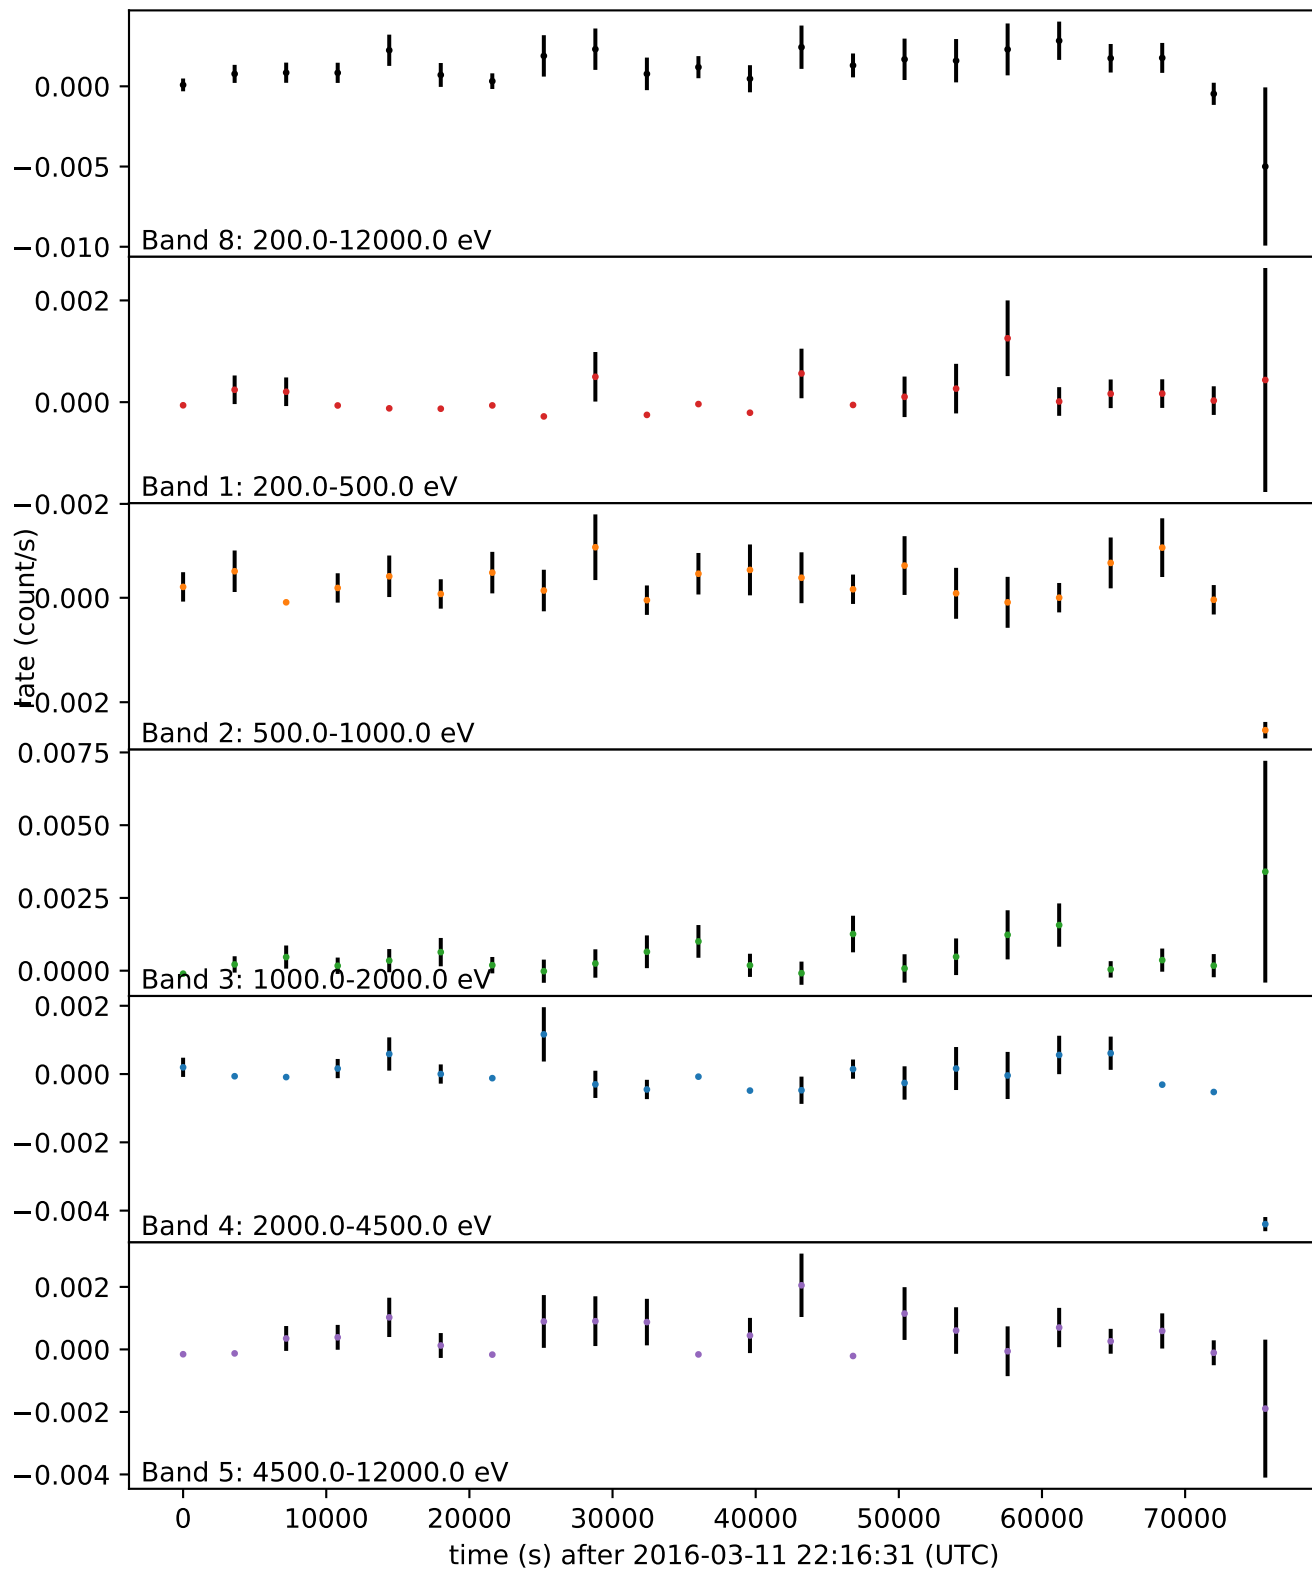 0.000
−0.005
−0.010
Band 8: 200.0-12000.0 eV
0.002
0.000
−0.002
Band 1: 200.0-500.0 eV
rate (count/s)
0.000
−0.002
Band 2: 500.0-1000.0 eV
0.0075
0.0050
0.0025
0.0000
Band 3: 1000.0-2000.0 eV
0.002
0.000
−0.002
−0.004
Band 4: 2000.0-4500.0 eV
0.002
0.000
−0.002
−0.004
Band 5: 4500.0-12000.0 eV
0 10000 20000 30000 40000 50000 60000 70000
time (s) after 2016-03-11 22:16:31 (UTC)